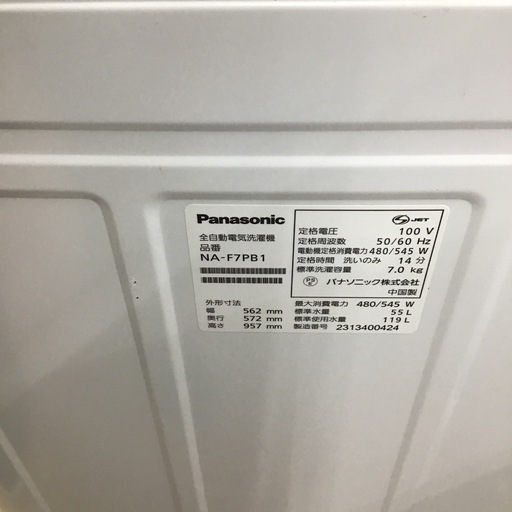 Panasonic
全自動電気洗濯機
品番
NA-F7PB1
外形寸法
幅 562 mm
奥行 572 mm
高さ 957 mm
S JET
定格電圧 100 V
定格周波数 50/60 Hz
電動機定格消費電力 480/545 W
定格時間 洗いのみ 14 分
標準洗濯容量 7.0 kg
パナソニック株式会社
中国製
最大消費電力 480/545 W
標準水量 55 L
標準使用水量 119 L
製造番号 2313400424